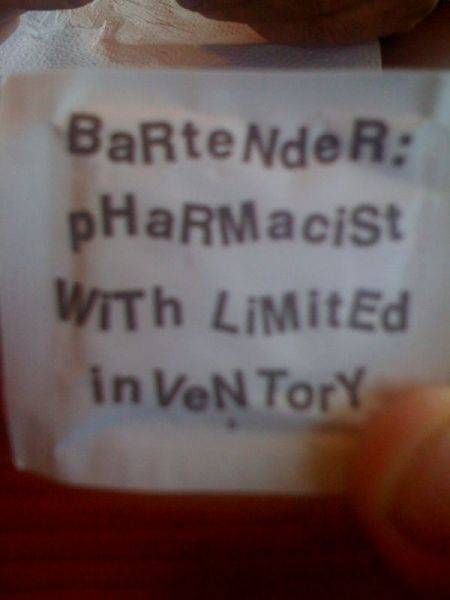 BaRteNdeR:
pHaRMaciSt
WiTh LiMitEd
inVeNTorY